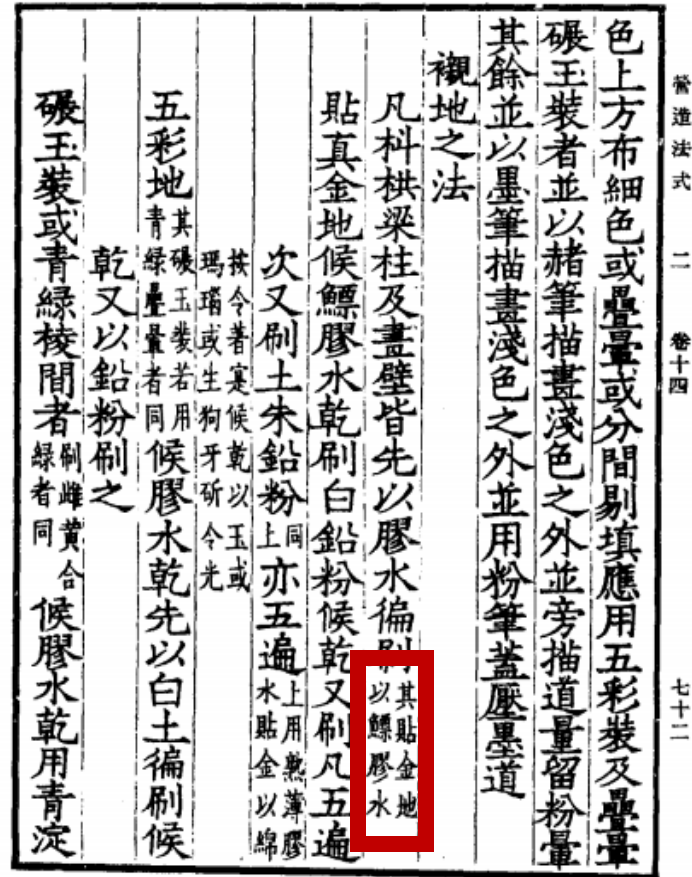 營造法式 二 卷十四 七十二
色上方布細色或疊暈或分間剔填應用五彩裝及疊暈
碾玉裝者並以赭筆描畫淺色之外並旁描道量留粉暈
其餘並以墨筆描畫淺色之外並用粉筆蓋壓墨道
襯地之法
凡枓栱梁柱及畫壁皆先以膠水徧刷其貼金地以鰾膠水
貼真金地候鰾膠水乾刷白鉛粉候乾又刷凡五遍
次又刷土朱鉛粉同上亦五遍上用熟薄膠水貼金以綿
按令著寔候乾以玉或瑪瑙或生狗牙斫令光
五彩地其碾玉裝若用青綠疊暈者同候膠水乾先以白土徧刷候
乾又以鉛粉刷之
碾玉裝或青綠棱間者刷雌黃合綠者同候膠水乾用青淀